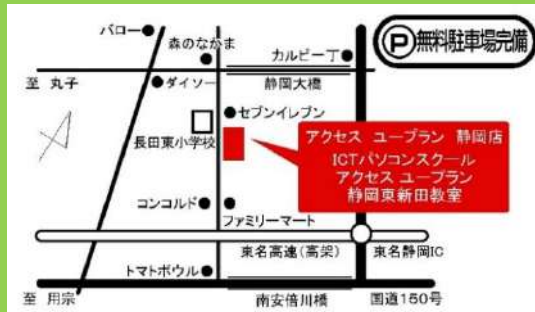 バロー
森のなかま
カルビー丁
Ⓟ無料駐車場完備
至 丸子
ダイソー
静岡大橋
セブンイレブン
長田東小学校
アクセス ユープラン 静岡店
ICTパソコンスクール
アクセス ユープラン
静岡東新田教室
コンコルド
ファミリーマート
東名高速(高架)
東名静岡IC
トマトボウル
至 用宗
南安倍川橋
国道150号